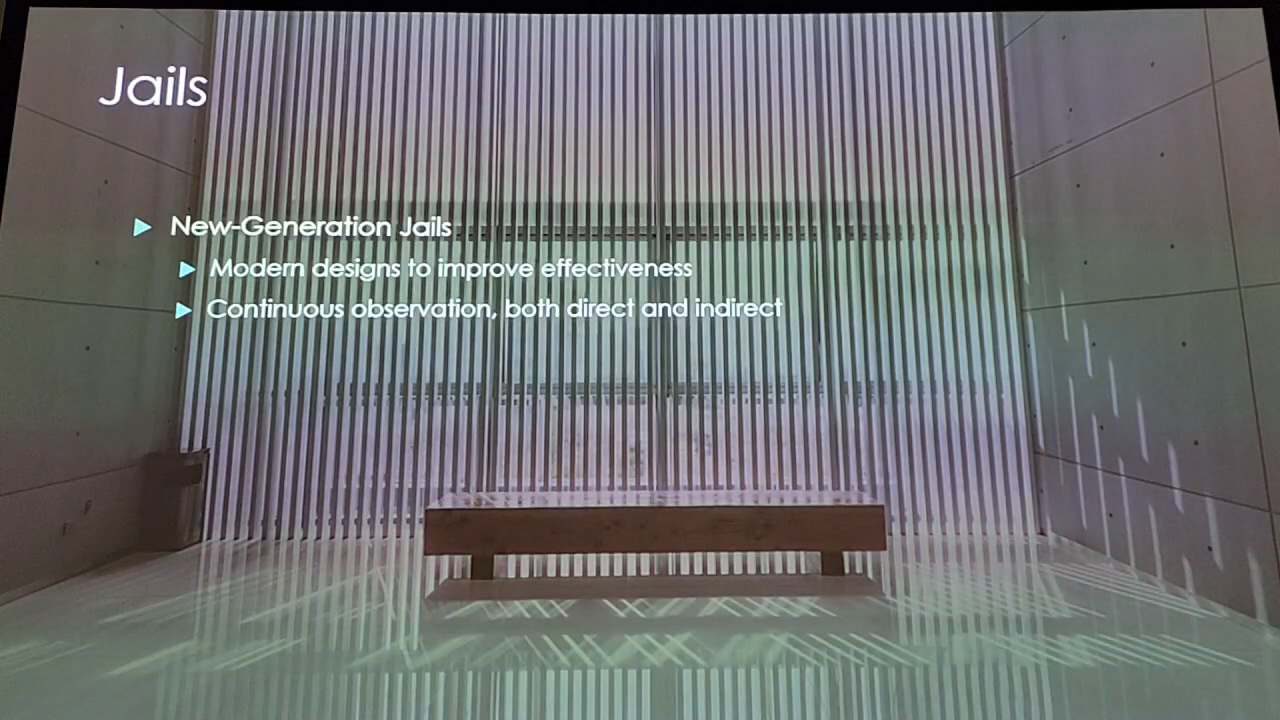 Jails
New-Generation Jails
Modern designs to improve effectiveness
Continuous observation, both direct and indirect